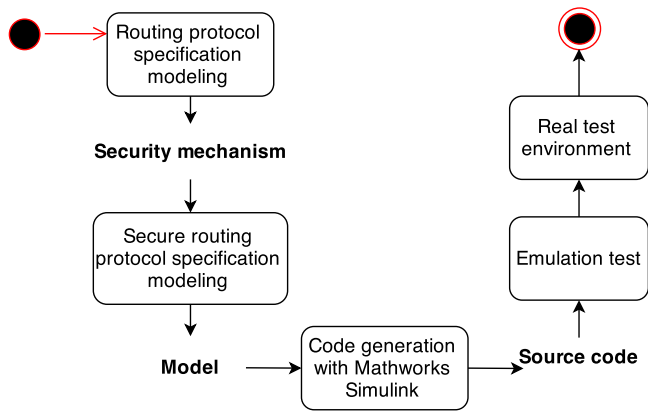 Routing protocol
specification
modeling
Security mechanism
Secure routing
protocol specification
modeling
Model
Code generation
with Mathworks
Simulink
Source code
Emulation test
Real test
environment